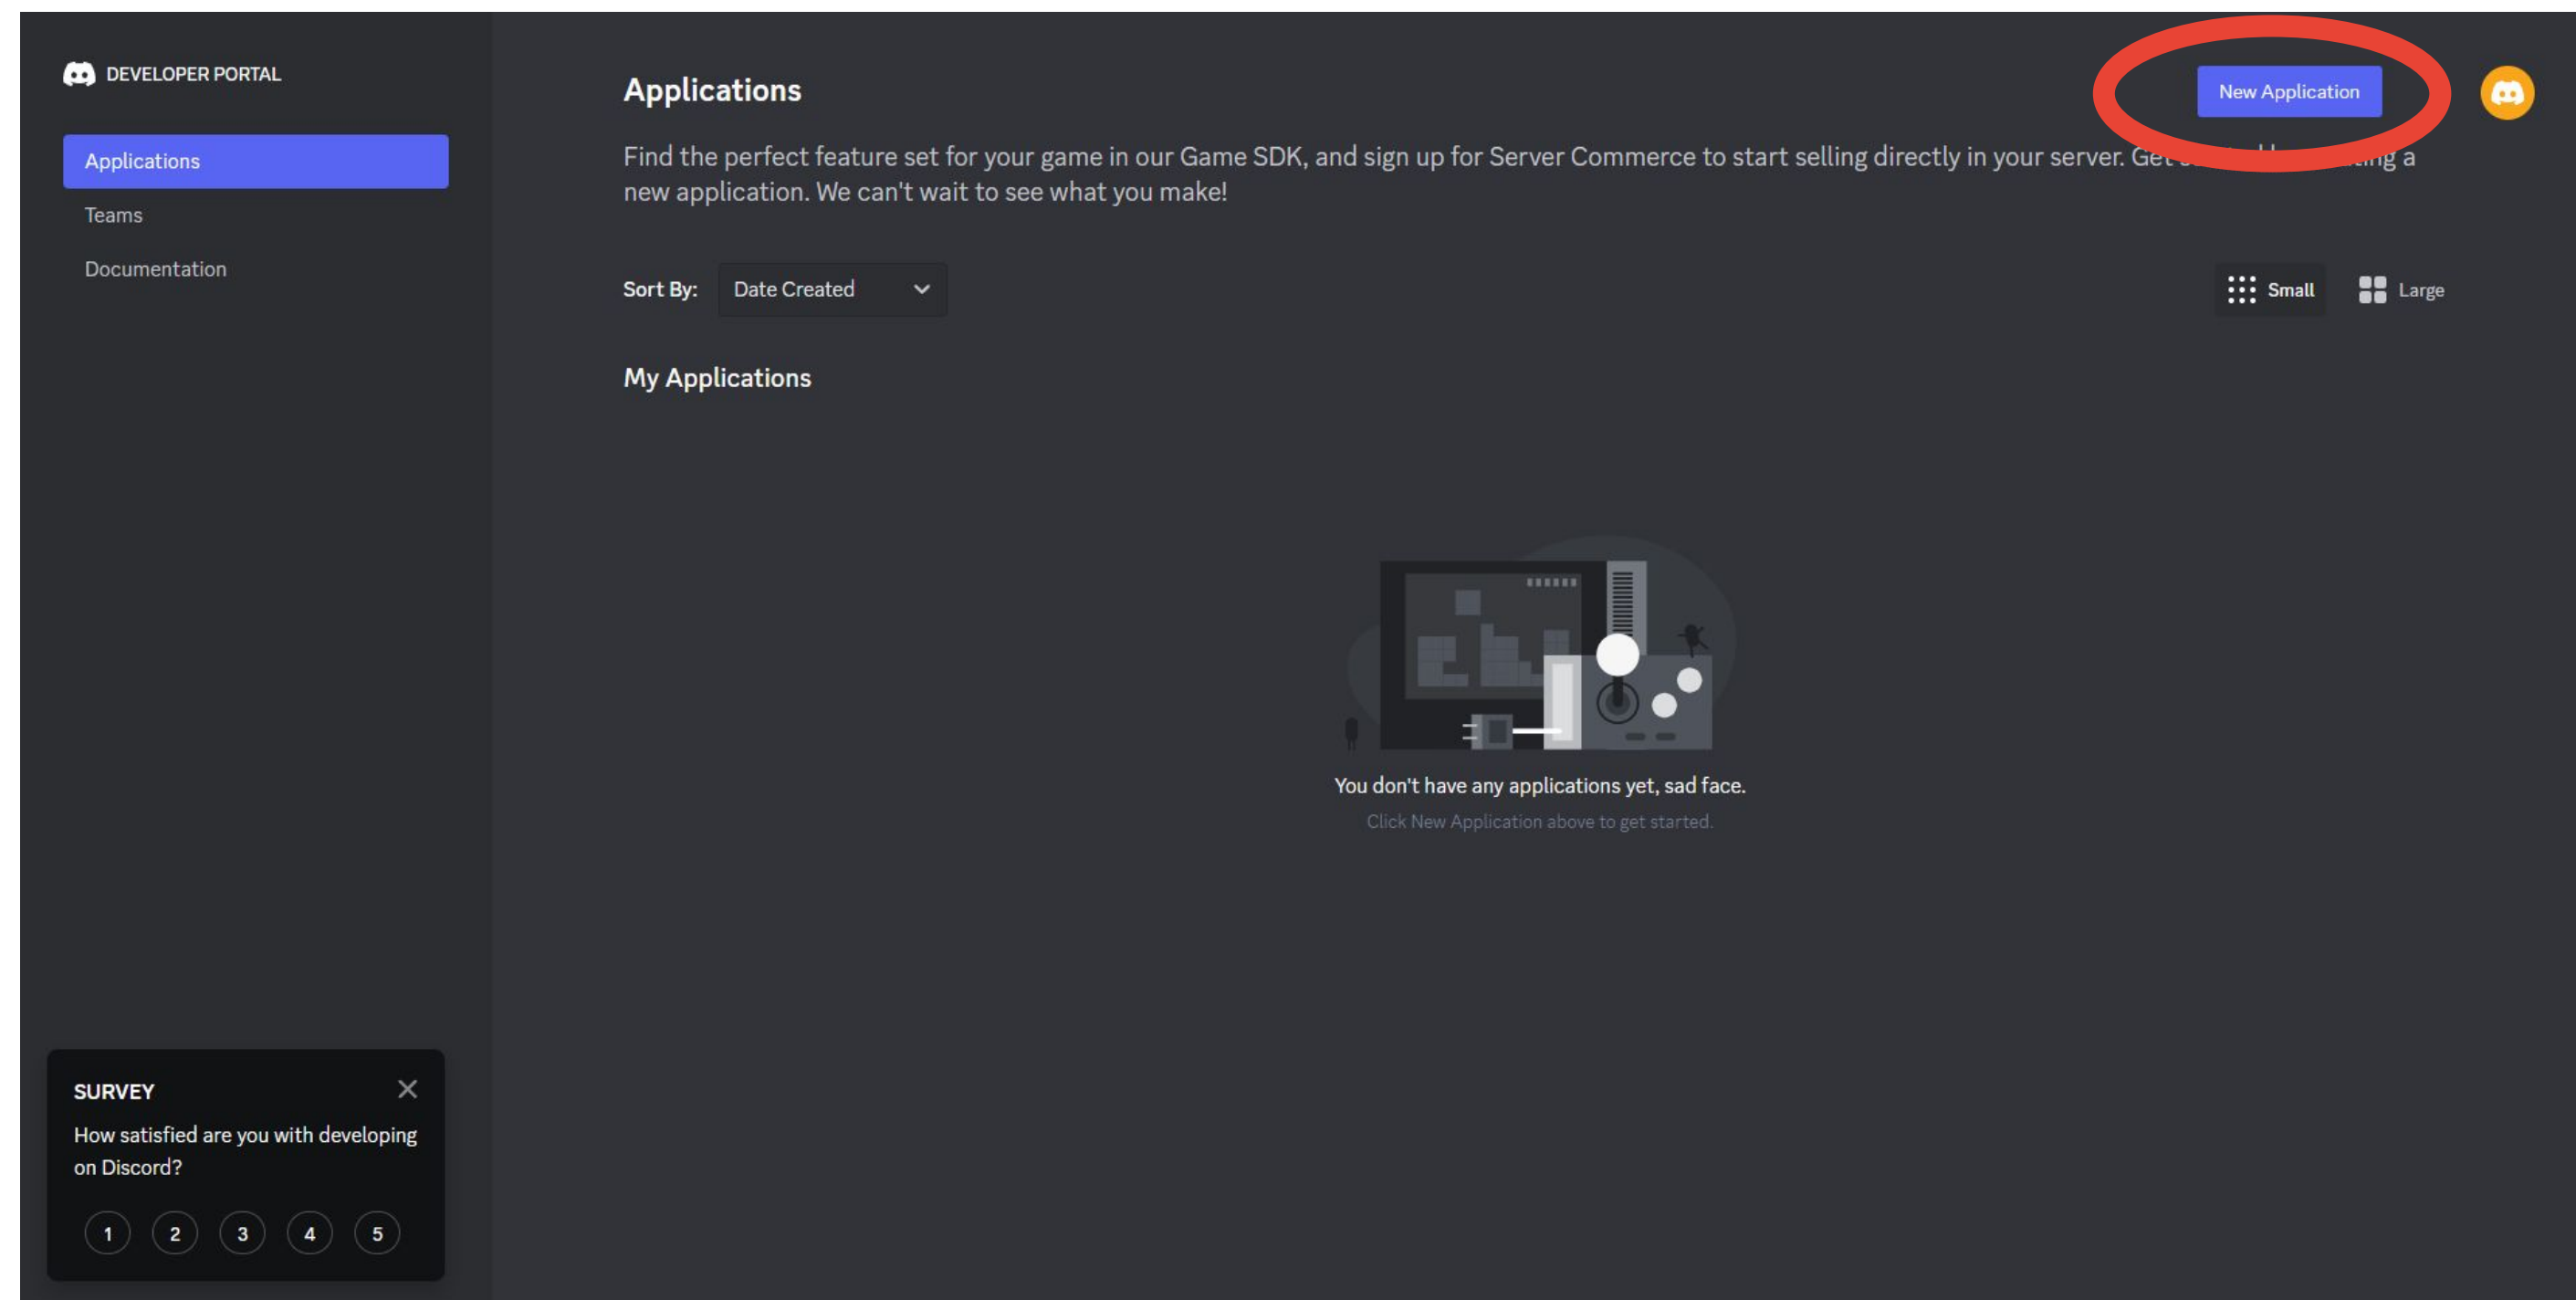 DEVELOPER PORTAL
Applications
Teams
Documentation
Applications
New Application
Find the perfect feature set for your game in our Game SDK, and sign up for Server Commerce to start selling directly in your server. Get a
new application. We can't wait to see what you make!
Sort By: Date Created
Small Large
My Applications
You don't have any applications yet, sad face.
Click New Application above to get started.
SURVEY
How satisfied are you with developing
on Discord?
1 2 3 4 5